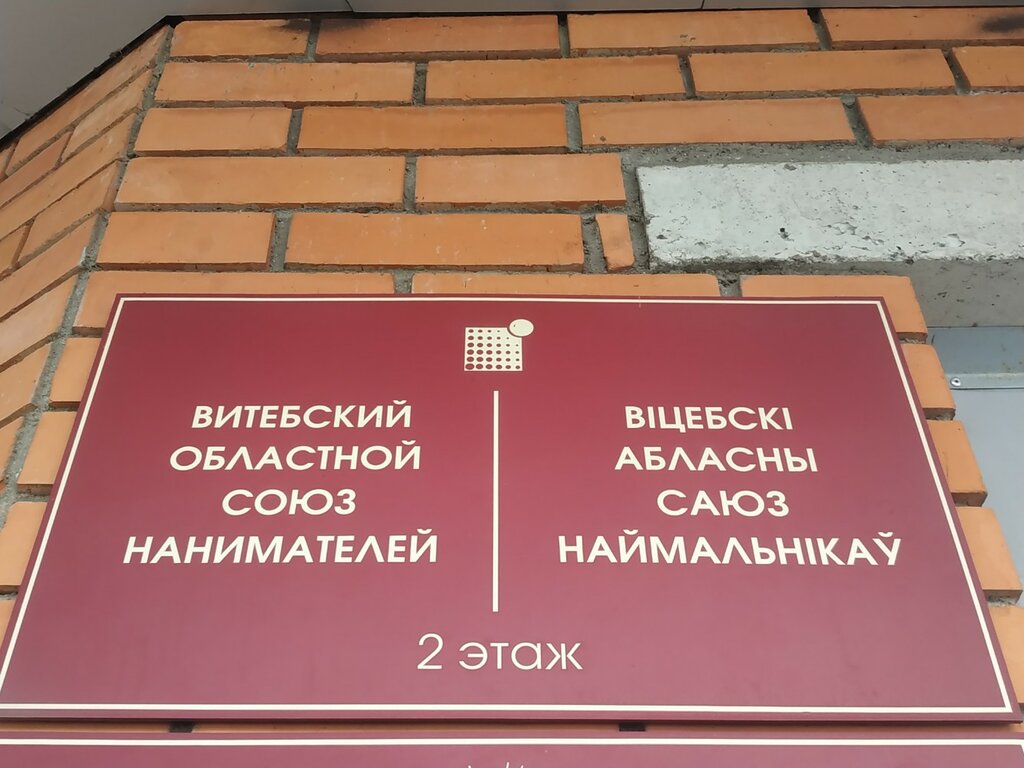 ВИТЕБСКИЙ
ОБЛАСТНОЙ
СОЮЗ
НАНИМАТЕЛЕЙ
ВІЦЕБСКІ
АБЛАСНЫ
САЮЗ
НАЙМАЛЬНІКАЎ
2 этаж